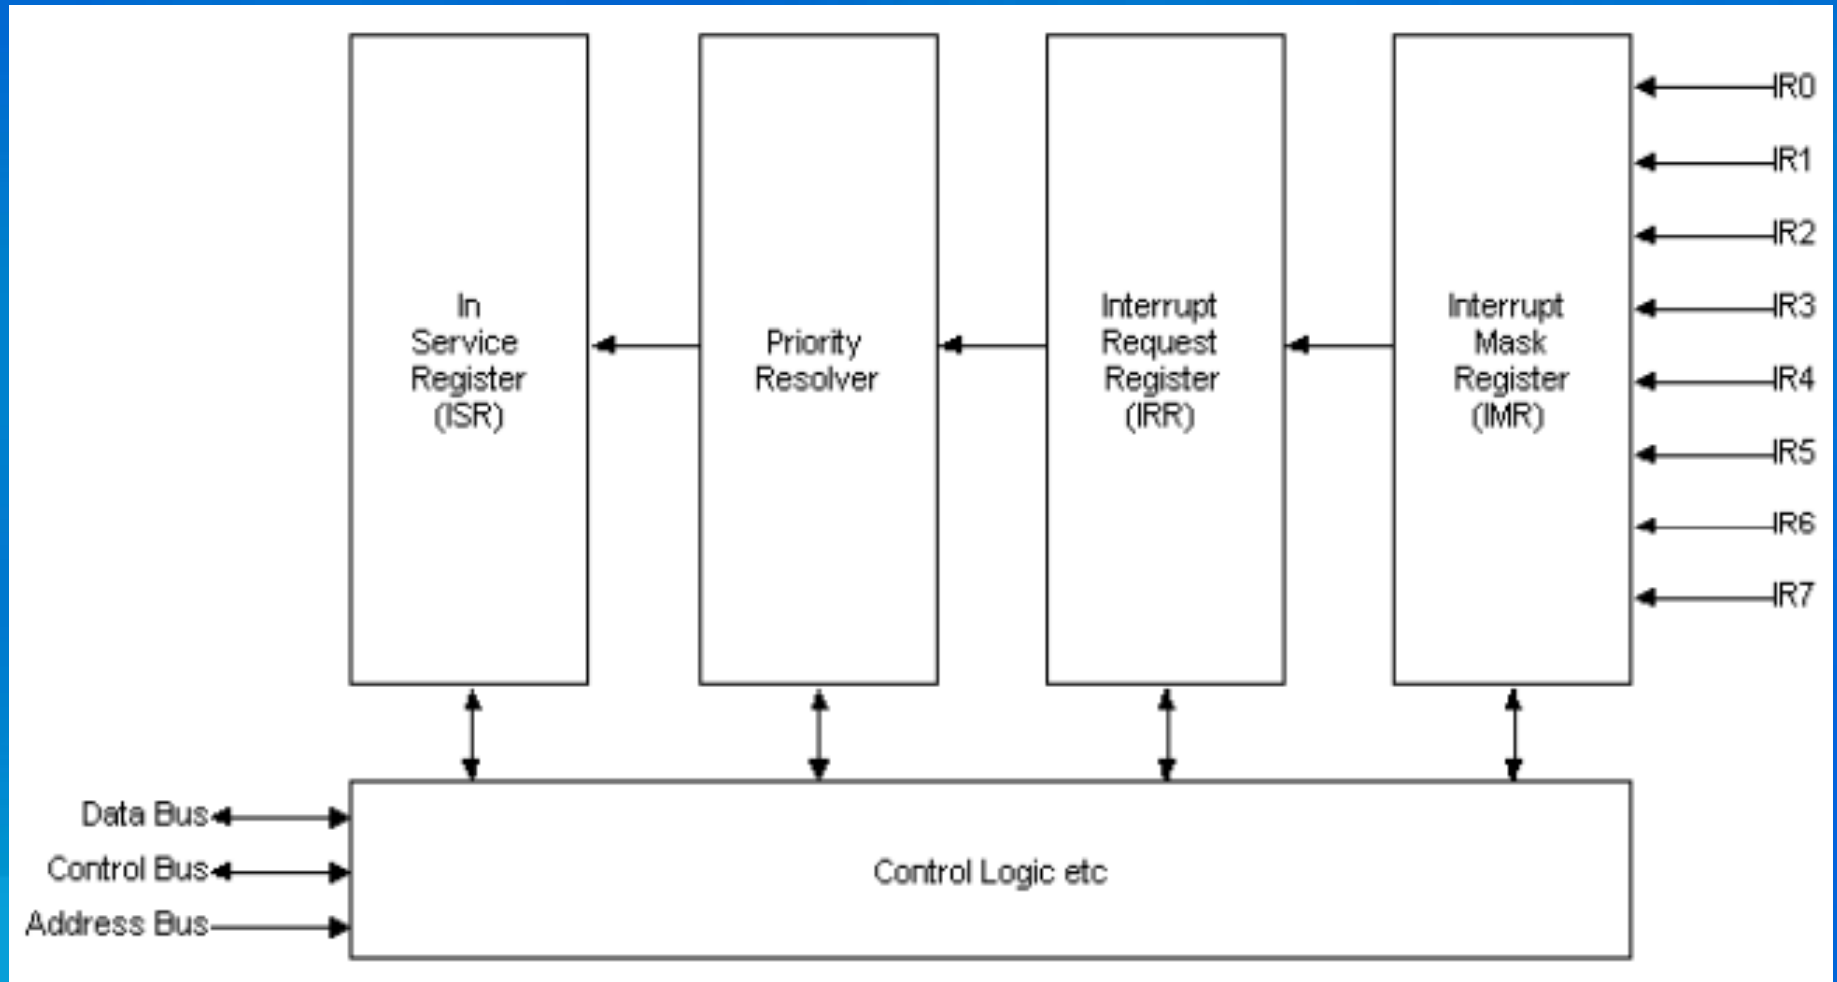 In
Service
Register
(ISR)
Priority
Resolver
Interrupt
Request
Register
(IRR)
Interrupt
Mask
Register
(IMR)
IR0
IR1
IR2
IR3
IR4
IR5
IR6
IR7
Data Bus
Control Bus
Address Bus
Control Logic etc